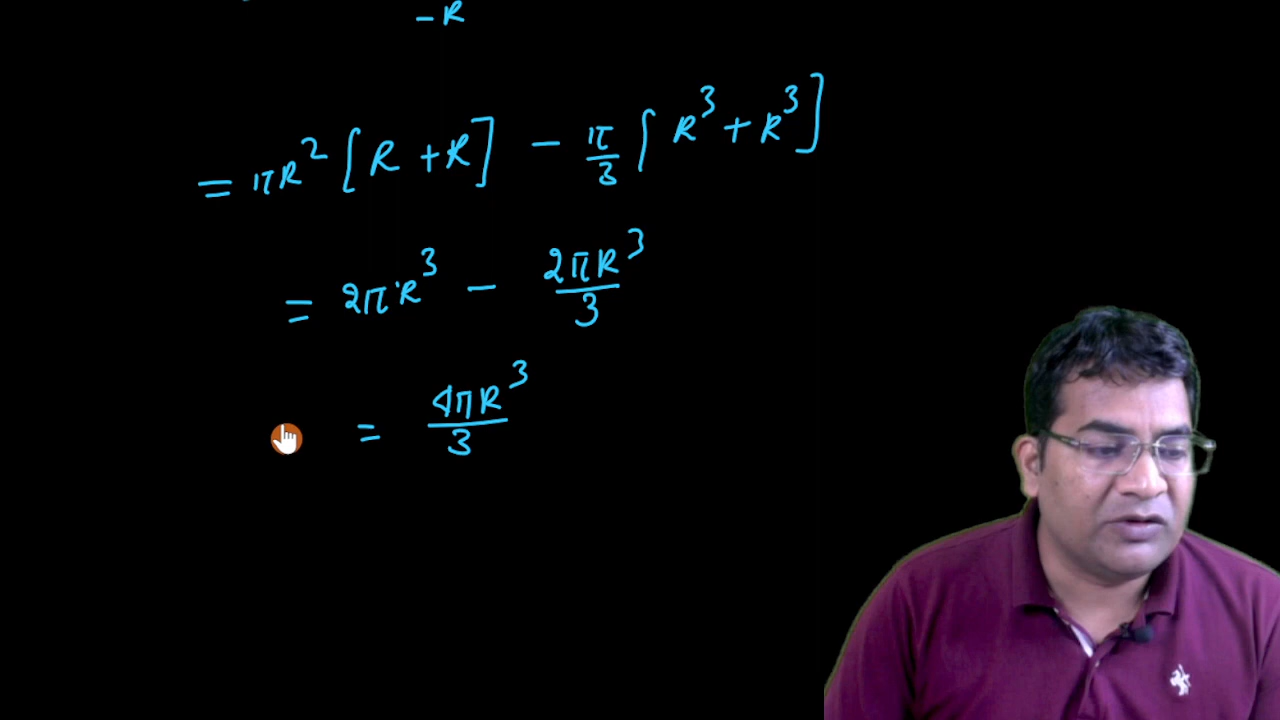 -R
= πR² [R + R] - π/3 [R³ + R³]
= 2πR³ - 2πR³/3
= 4πR³/3